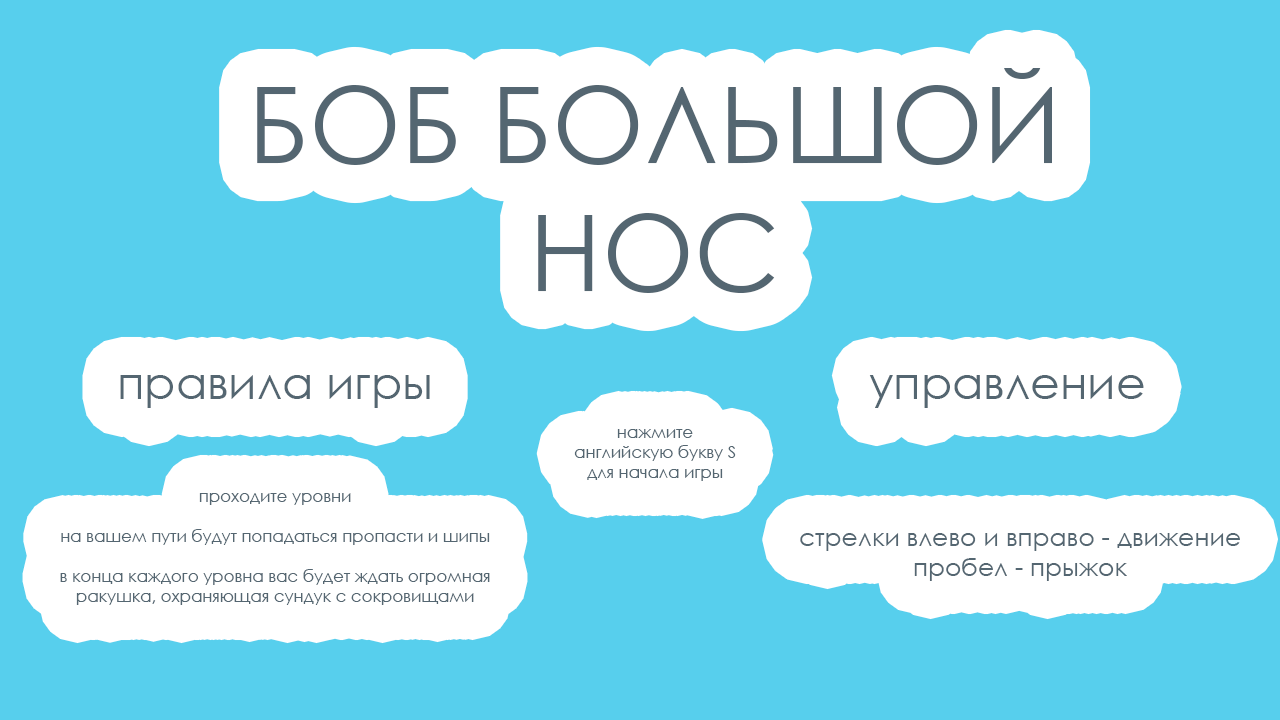 БОБ БОЛЬШОЙ
НОС
правила игры
проходите уровни
на вашем пути будут попадаться пропасти и шипы
в конца каждого уровна вас будет ждать огромная
ракушка, охраняющая сундук с сокровищами
нажмите
английскую букву S
для начала игры
управление
стрелки влево и вправо - движение
пробел - прыжок